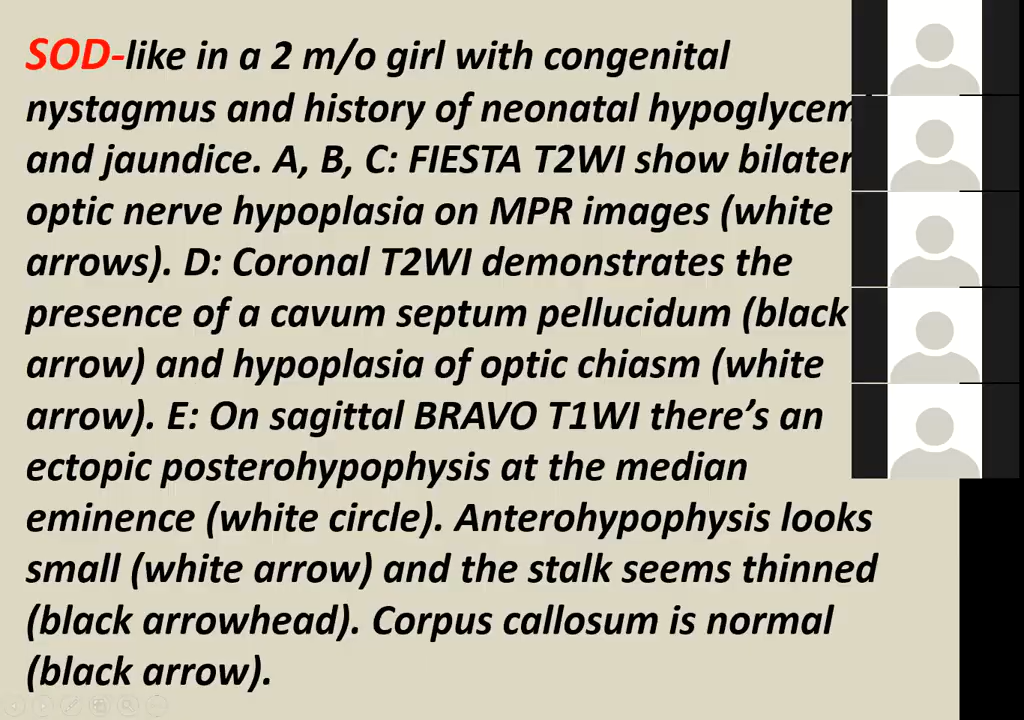 SOD-like in a 2 m/o girl with congenital
nystagmus and history of neonatal hypoglycem
and jaundice. A, B, C: FIESTA T2WI show bilater
optic nerve hypoplasia on MPR images (white
arrows). D: Coronal T2WI demonstrates the
presence of a cavum septum pellucidum (black
arrow) and hypoplasia of optic chiasm (white
arrow). E: On sagittal BRAVO T1WI there’s an
ectopic posterohypophysis at the median
eminence (white circle). Anterohypophysis looks
small (white arrow) and the stalk seems thinned
(black arrowhead). Corpus callosum is normal
(black arrow).